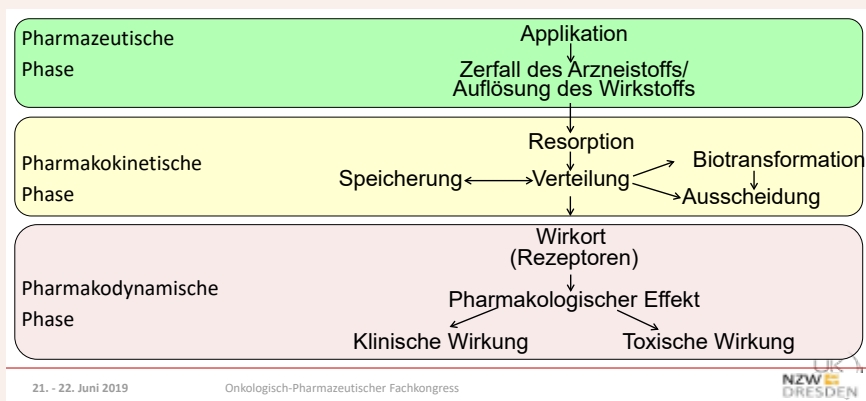 Pharmazeutische
Phase
Applikation
Zerfall des Arzneistoffs/
Auflösung des Wirkstoffs
Pharmakokinetische
Phase
Resorption
Speicherung
Verteilung
Biotransformation
Ausscheidung
Pharmakodynamische
Phase
Wirkort
(Rezeptoren)
Pharmakologischer Effekt
Klinische Wirkung
Toxische Wirkung
21. - 22. Juni 2019
Onkologisch-Pharmazeutischer Fachkongress
UK
NZW
DRESDEN